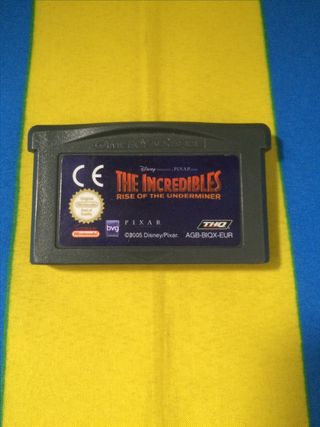 GAME BOY ADVANCE
CE
Disney PIXAR
THE INCREDIBLES
RISE OF THE UNDERMINER
Nintendo
bvg
PIXAR
©2005 Disney/Pixar.
THQ
AGB-BIQX-EUR